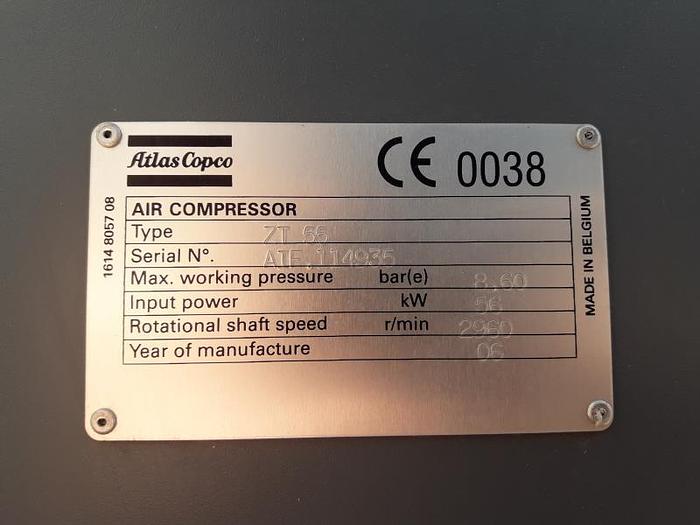 Atlas Copco
CE 0038
1614 8057 08
AIR COMPRESSOR
Type ZT 55
Serial N°. AIF.114935
Max. working pressure bar(e) 8.60
Input power kW 56
Rotational shaft speed r/min 2960
Year of manufacture 06
MADE IN BELGIUM